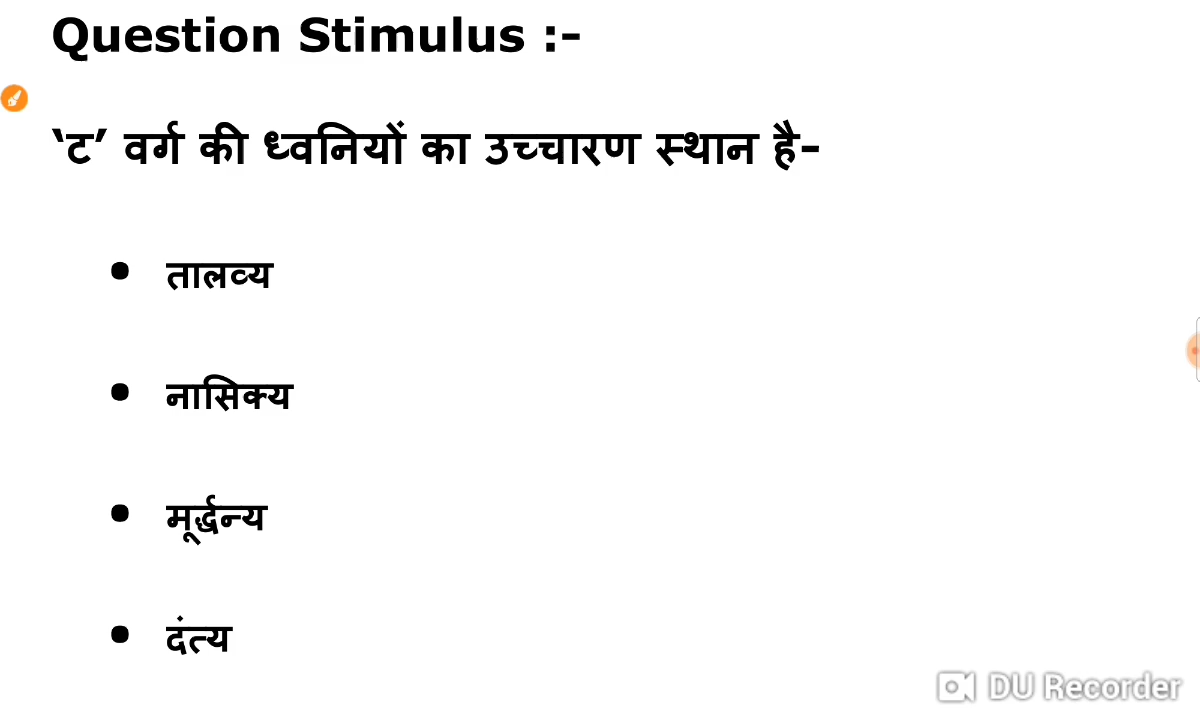 Question Stimulus :-
‘ट’ वर्ग की ध्वनियों का उच्चारण स्थान है-
• तालव्य
• नासिक्य
• मूर्द्धन्य
• दंत्य
DU Recorder